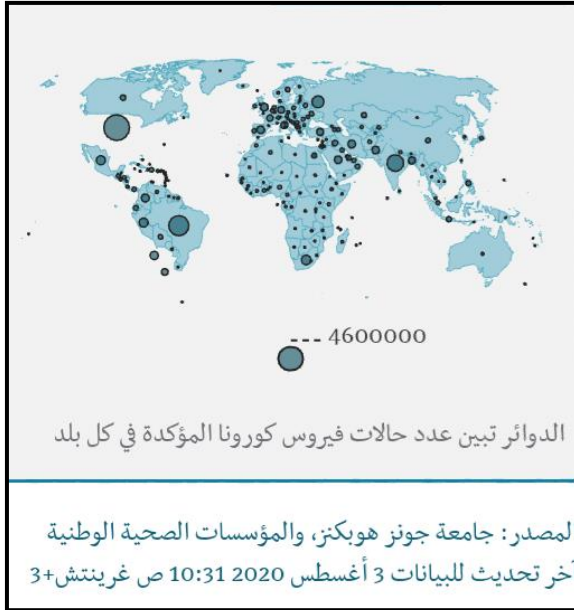 4600000
الدوائر تبين عدد حالات فيروس كورونا المؤكدة في كل بلد
لمصدر: جامعة جونز هوبكنز، والمؤسسات الصحية الوطنية
آخر تحديث للبيانات 3 أغسطس 2020 10:31 ص غرينتش+3